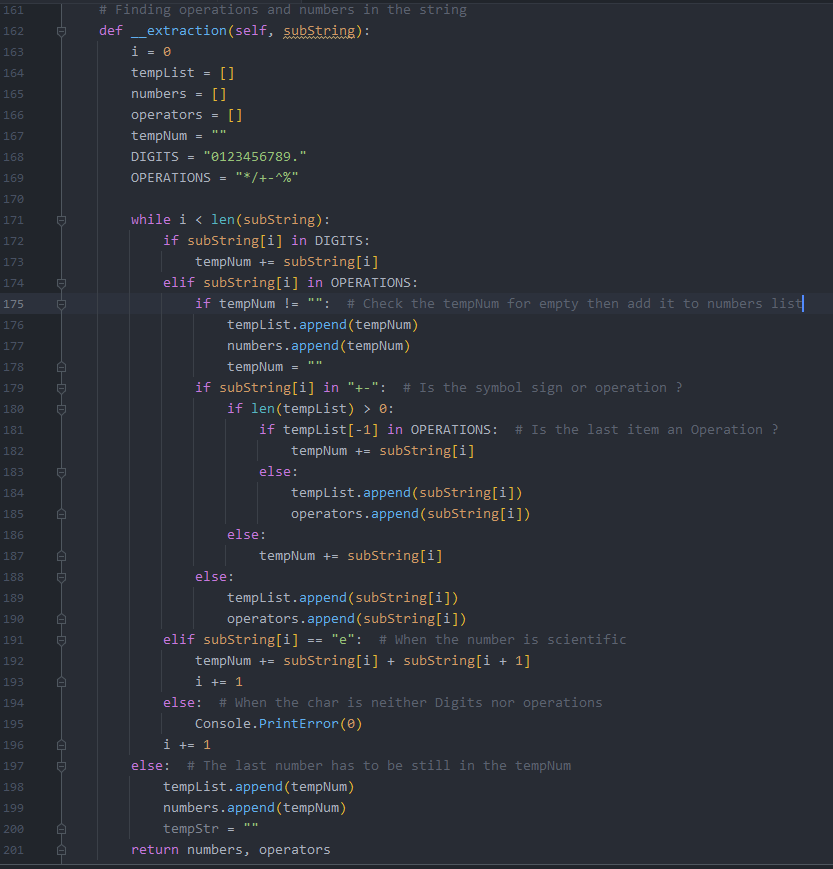 161 # Finding operations and numbers in the string
162 def __extraction(self, subString):
163 i = 0
164 tempList = []
165 numbers = []
166 operators = []
167 tempNum = ""
168 DIGITS = "0123456789."
169 OPERATIONS = "*/+-^%"
170
171 while i < len(subString):
172 if subString[i] in DIGITS:
173 tempNum += subString[i]
174 elif subString[i] in OPERATIONS:
175 if tempNum != "": # Check the tempNum for empty then add it to numbers list
176 tempList.append(tempNum)
177 numbers.append(tempNum)
178 tempNum = ""
179 if subString[i] in "+-": # Is the symbol sign or operation ?
180 if len(tempList) > 0:
181 if tempList[-1] in OPERATIONS: # Is the last item an Operation ?
182 tempNum += subString[i]
183 else:
184 tempList.append(subString[i])
185 operators.append(subString[i])
186 else:
187 tempNum += subString[i]
188 else:
189 tempList.append(subString[i])
190 operators.append(subString[i])
191 elif subString[i] == "e": # When the number is scientific
192 tempNum += subString[i] + subString[i + 1]
193 i += 1
194 else: # When the char is neither Digits nor operations
195 Console.PrintError(0)
196 i += 1
197 else: # The last number has to be still in the tempNum
198 tempList.append(tempNum)
199 numbers.append(tempNum)
200 tempStr = ""
201 return numbers, operators